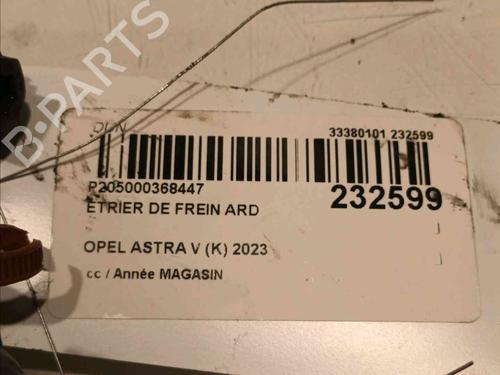 B-PARTS
33380101 232599
P205000368447
ETRIER DE FREIN ARD
232599
OPEL ASTRA V (K) 2023
cc / Année MAGASIN